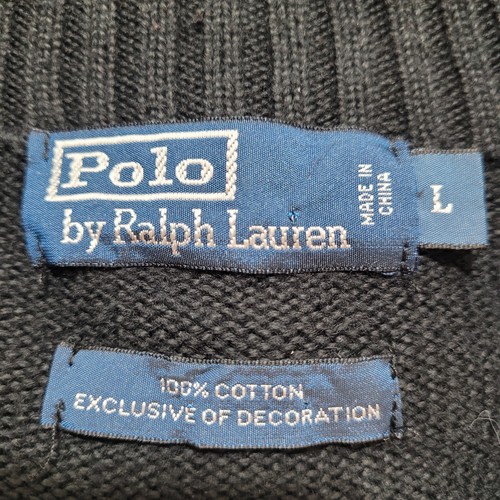 Polo
by Ralph Lauren
MADE IN
CHINA
L
100% COTTON
EXCLUSIVE OF DECORATION